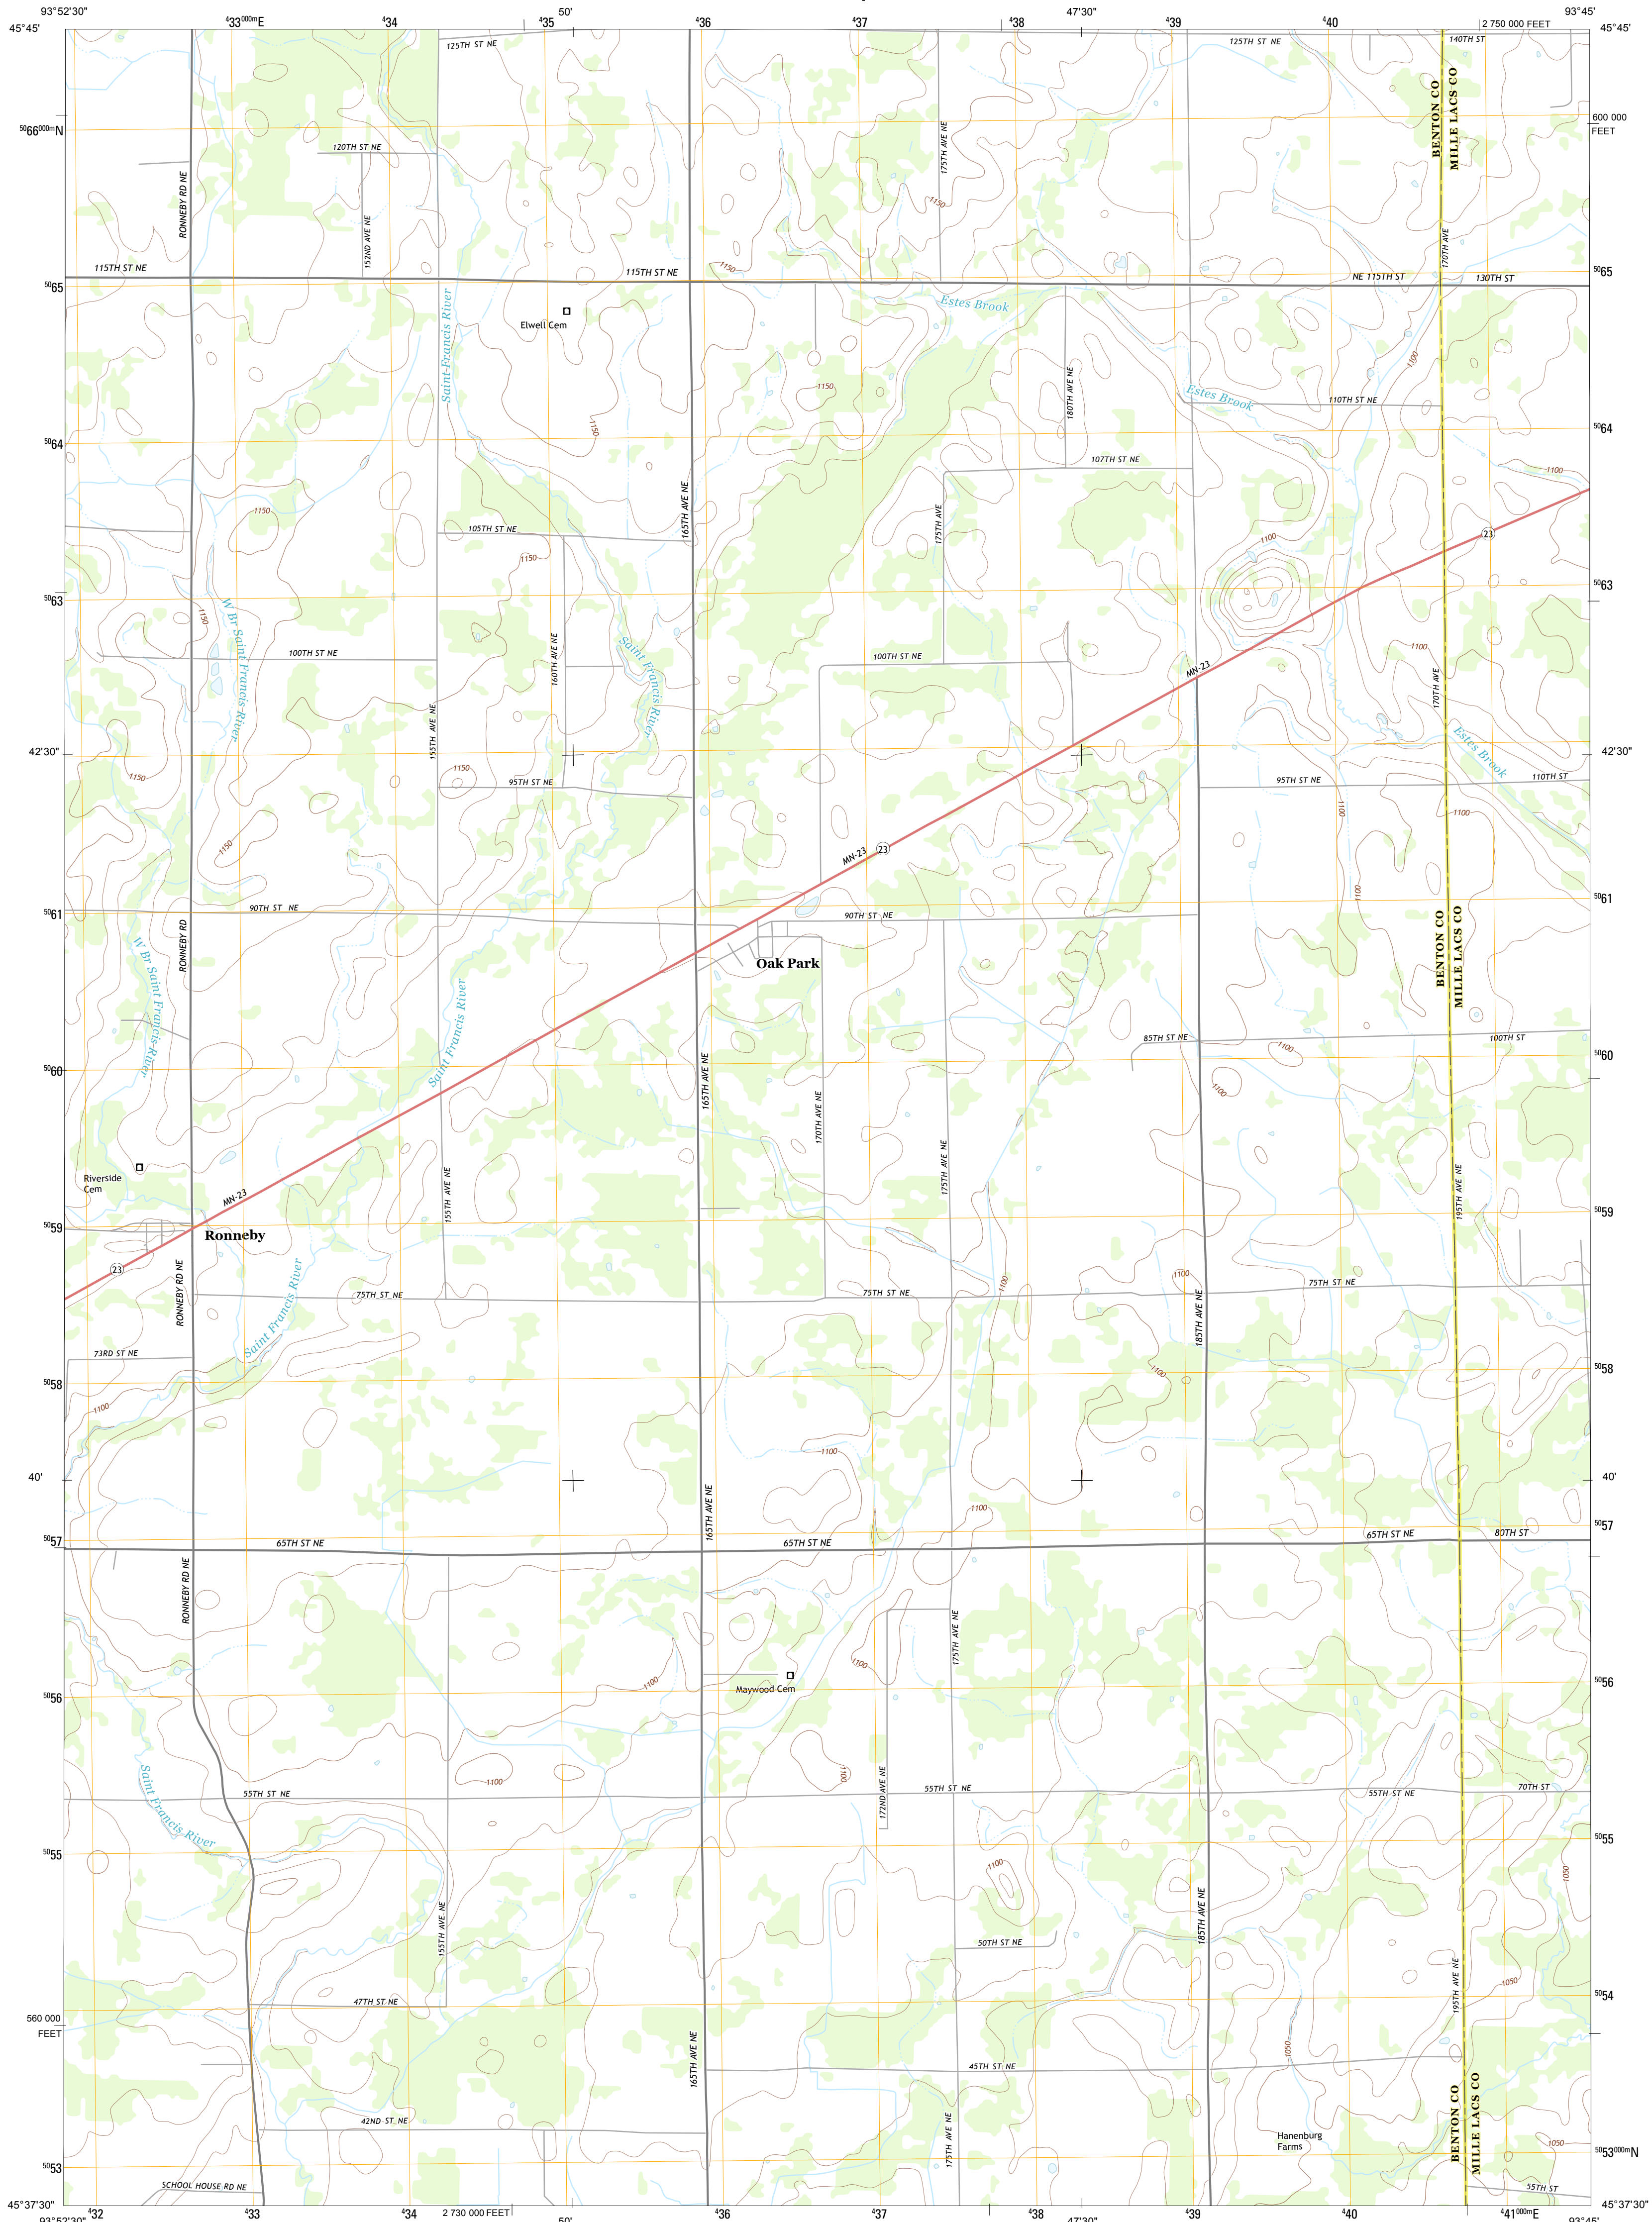 93°52'30"
⁴33⁰⁰⁰ᵐE
⁴34
⁴35
50'
⁴36
⁴37
⁴38
47'30"
⁴39
⁴40
2 750 000 FEET
93°45'
45°45'
45°45'
125TH ST NE
125TH ST NE
140TH ST
BENTON CO
MILLE LACS CO
⁵⁰66⁰⁰⁰ᵐN
600 000
FEET
120TH ST NE
175TH AVE NE
RONNEBY RD NE
152ND AVE NE
1150
170TH AVE
115TH ST NE
115TH ST NE
1150
NE 115TH ST
130TH ST
⁵⁰65
⁵⁰65
Saint Francis River
Elwell Cem
Estes Brook
1100
1150
180TH AVE NE
Estes Brook
110TH ST NE
1150
⁵⁰64
⁵⁰64
107TH ST NE
1100
1150
105TH ST NE
165TH AVE NE
175TH AVE
1100
23
1150
⁵⁰63
⁵⁰63
1150
W Br Saint Francis River
100TH ST NE
160TH AVE NE
Saint Francis River
100TH ST NE
MN-23
1100
170TH AVE
155TH AVE NE
42'30"
42'30"
Estes Brook
1150
1150
95TH ST NE
95TH ST NE
110TH ST
1100
1100
1150
MN-23
23
1100
⁵⁰61
⁵⁰61
90TH ST NE
90TH ST NE
RONNEBY RD
W Br Saint Francis River
Oak Park
BENTON CO
MILLE LACS CO
Saint Francis River
85TH ST NE
1100
100TH ST
⁵⁰60
⁵⁰60
165TH AVE NE
170TH AVE NE
1100
Riverside
Cem
MN-23
155TH AVE NE
175TH AVE NE
195TH AVE NE
⁵⁰59
⁵⁰59
Ronneby
23
RONNEBY RD NE
Saint Francis River
75TH ST NE
75TH ST NE
1100
1100
75TH ST NE
185TH AVE NE
73RD ST NE
⁵⁰58
⁵⁰58
1100
1100
1100
40'
40'
165TH AVE NE
1100
⁵⁰57
⁵⁰57
65TH ST NE
65TH ST NE
65TH ST NE
80TH ST
RONNEBY RD NE
175TH AVE NE
1100
1100
Maywood Cem
⁵⁰56
⁵⁰56
Saint Francis River
1100
1100
172ND AVE NE
55TH ST NE
55TH ST NE
55TH ST NE
70TH ST
⁵⁰55
⁵⁰55
1100
1050
155TH AVE NE
185TH AVE NE
50TH ST NE
195TH AVE NE
1050
47TH ST NE
⁵⁰54
560 000
FEET
1050
165TH AVE NE
45TH ST NE
42ND ST NE
175TH AVE NE
Hanenburg
Farms
BENTON CO
MILLE LACS CO
1050
⁵⁰53
⁵⁰53⁰⁰⁰ᵐN
SCHOOL HOUSE RD NE
55TH ST
45°37'30"
45°37'30"
⁴32
⁴33
⁴34
2 730 000 FEET
⁴36
⁴37
⁴38
⁴39
⁴40
⁴41⁰⁰⁰ᵐE
93°52'30"
50'
47'30"
93°45'